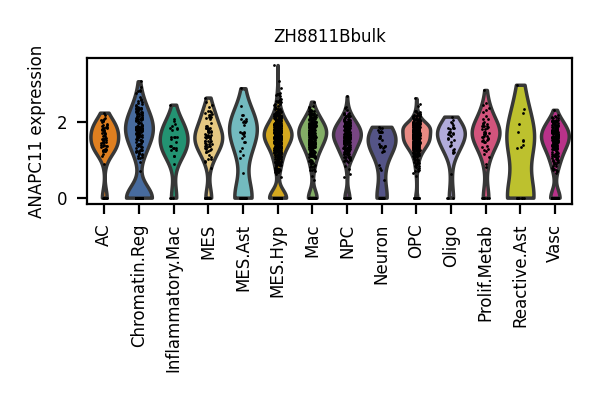 ZH8811Bbulk
ANAPC11 expression
2
0
AC
Chromatin.Reg
Inflammatory.Mac
MES
MES.Ast
MES.Hyp
Mac
NPC
Neuron
OPC
Oligo
Prolif.Metab
Reactive.Ast
Vasc